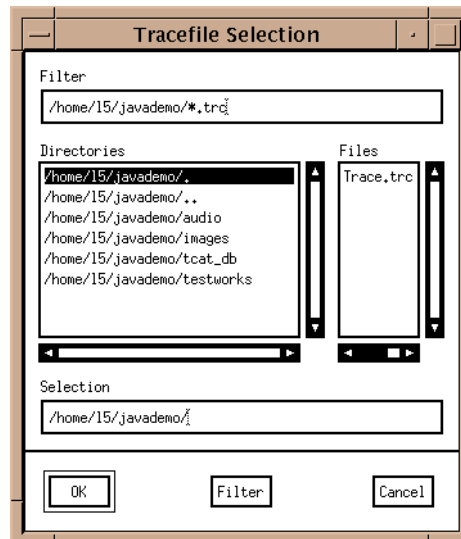 Tracefile Selection
Filter
/home/l5/javademo/*.trc
Directories
/home/l5/javademo/.
/home/l5/javademo/..
/home/l5/javademo/audio
/home/l5/javademo/images
/home/l5/javademo/tcat_db
/home/l5/javademo/testworks
Files
Trace.trc
Selection
/home/l5/javademo/
OK
Filter
Cancel